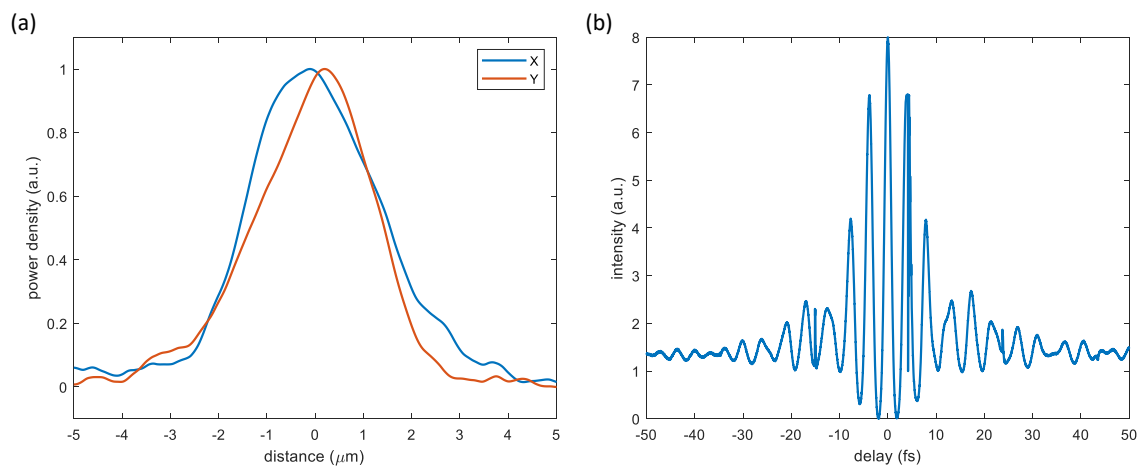 (a)
power density (a.u.)
1
0.8
0.6
0.4
0.2
0
-5 -4 -3 -2 -1 0 1 2 3 4 5
distance (μm)
X
Y
(b)
intensity (a.u.)
8
7
6
5
4
3
2
1
0
-50 -40 -30 -20 -10 0 10 20 30 40 50
delay (fs)